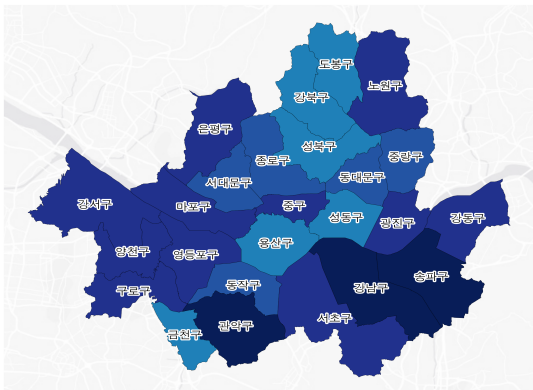 도봉구
노원구
강북구
은평구
성북구
중랑구
종로구
동대문구
서대문구
강서구
마포구
중구
성동구
광진구
강동구
양천구
영등포구
용산구
송파구
구로구
동작구
강남구
서초구
관악구
금천구